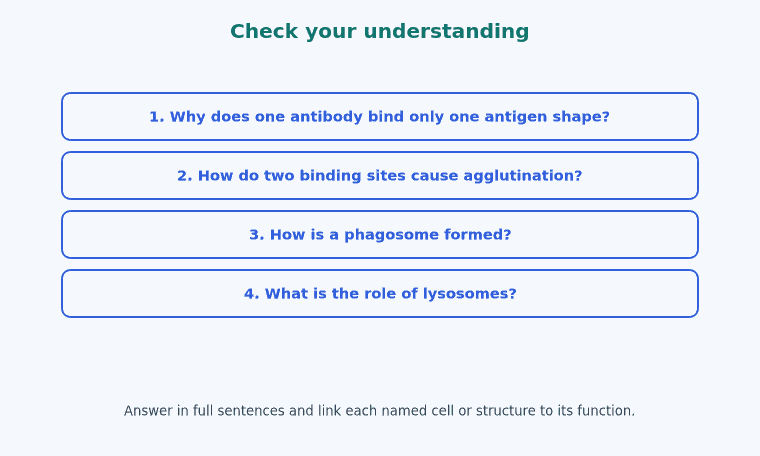 Check your understanding
1. Why does one antibody bind only one antigen shape?
2. How do two binding sites cause agglutination?
3. How is a phagosome formed?
4. What is the role of lysosomes?
Answer in full sentences and link each named cell or structure to its function.